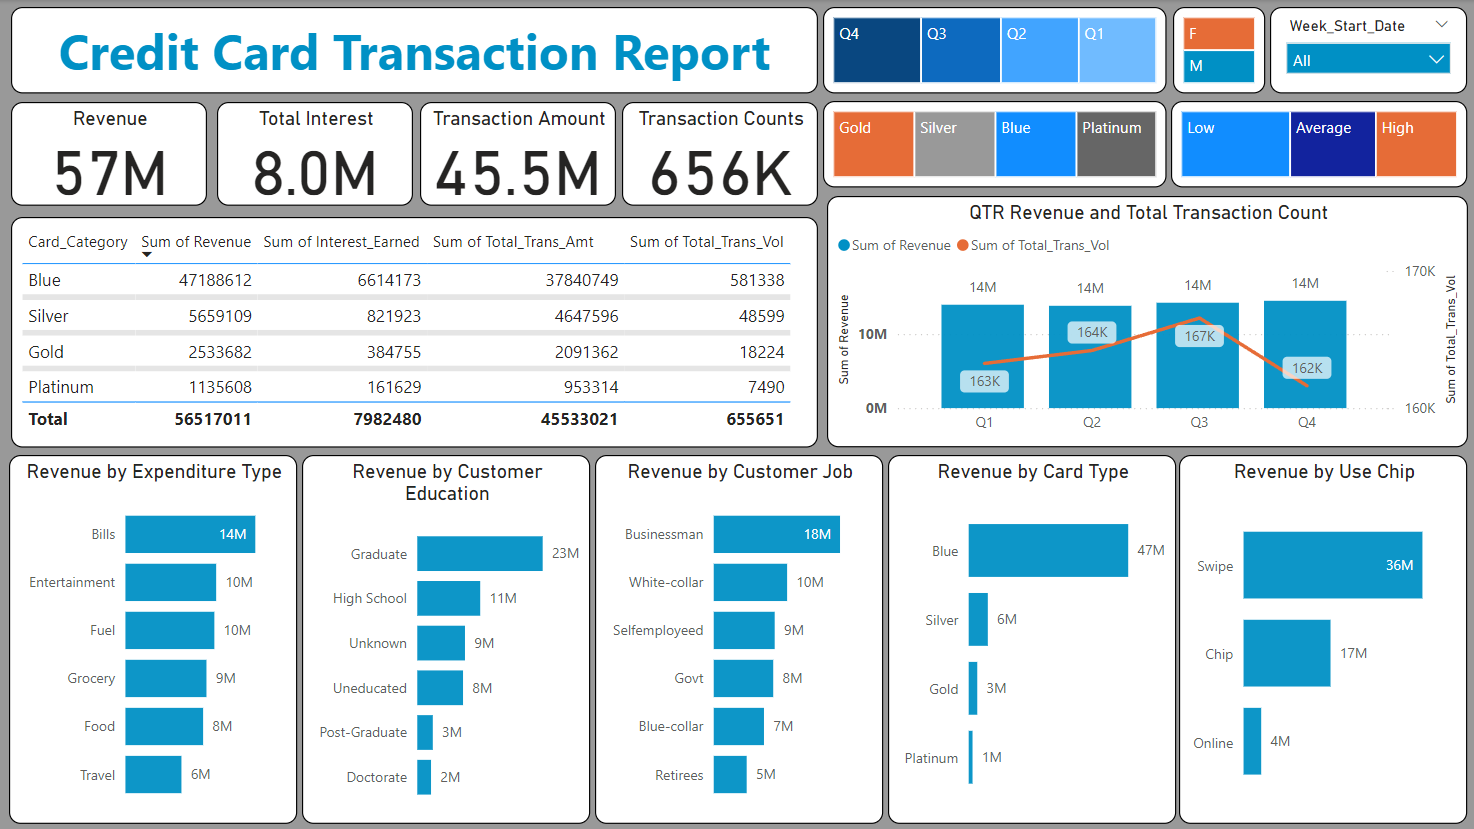 Credit Card Transaction Report
Q4 Q3 Q2 Q1
F
M
Week_Start_Date
All
Revenue
57M
Total Interest
8.0M
Transaction Amount
45.5M
Transaction Counts
656K
Gold Silver Blue Platinum
Low Average High
Card_Category Sum of Revenue Sum of Interest_Earned Sum of Total_Trans_Amt Sum of Total_Trans_Vol
Blue 47188612 6614173 37840749 581338
Silver 5659109 821923 4647596 48599
Gold 2533682 384755 2091362 18224
Platinum 1135608 161629 953314 7490
Total 56517011 7982480 45533021 655651
QTR Revenue and Total Transaction Count
Sum of Revenue Sum of Total_Trans_Vol
Sum of Revenue
10M
0M
14M 14M 14M 14M
163K 164K 167K 162K
Q1 Q2 Q3 Q4
170K
160K
Sum of Total_Trans_Vol
Revenue by Expenditure Type
Bills 14M
Entertainment 10M
Fuel 10M
Grocery 9M
Food 8M
Travel 6M
Revenue by Customer
Education
Graduate 23M
High School 11M
Unknown 9M
Uneducated 8M
Post-Graduate 3M
Doctorate 2M
Revenue by Customer Job
Businessman 18M
White-collar 10M
Selfemployeed 9M
Govt 8M
Blue-collar 7M
Retirees 5M
Revenue by Card Type
Blue 47M
Silver 6M
Gold 3M
Platinum 1M
Revenue by Use Chip
Swipe 36M
Chip 17M
Online 4M